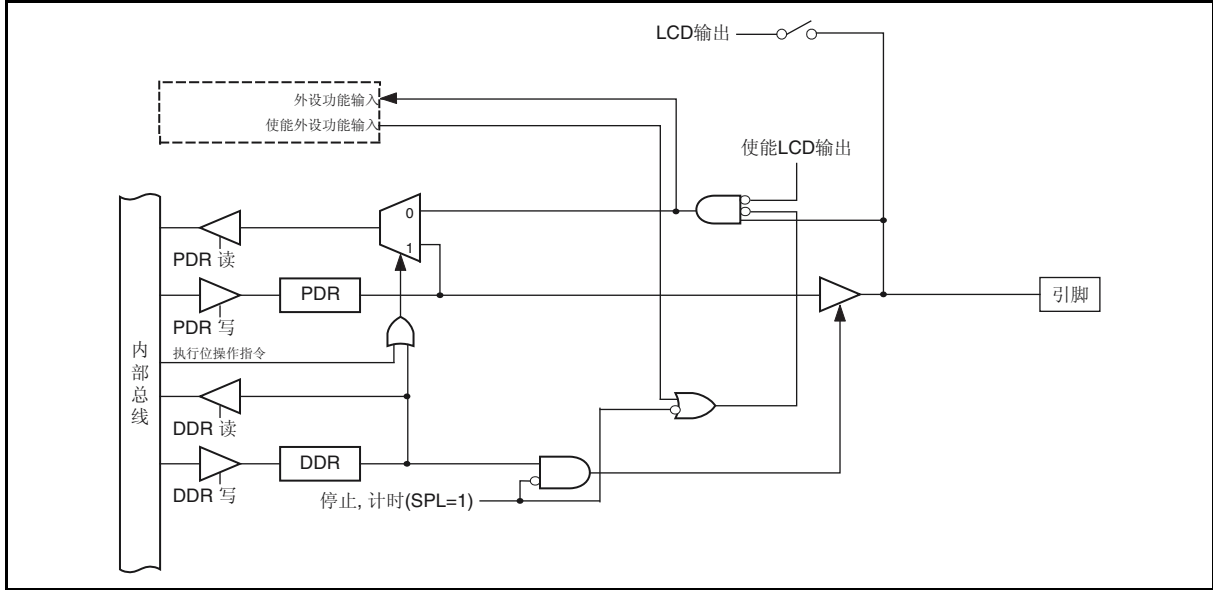 LCD输出
外设功能输入
使能外设功能输入
使能LCD输出
0
1
PDR 读
PDR
PDR 写
引脚
执行位操作指令
内部总线
DDR 读
DDR
DDR 写
停止, 计时(SPL=1)